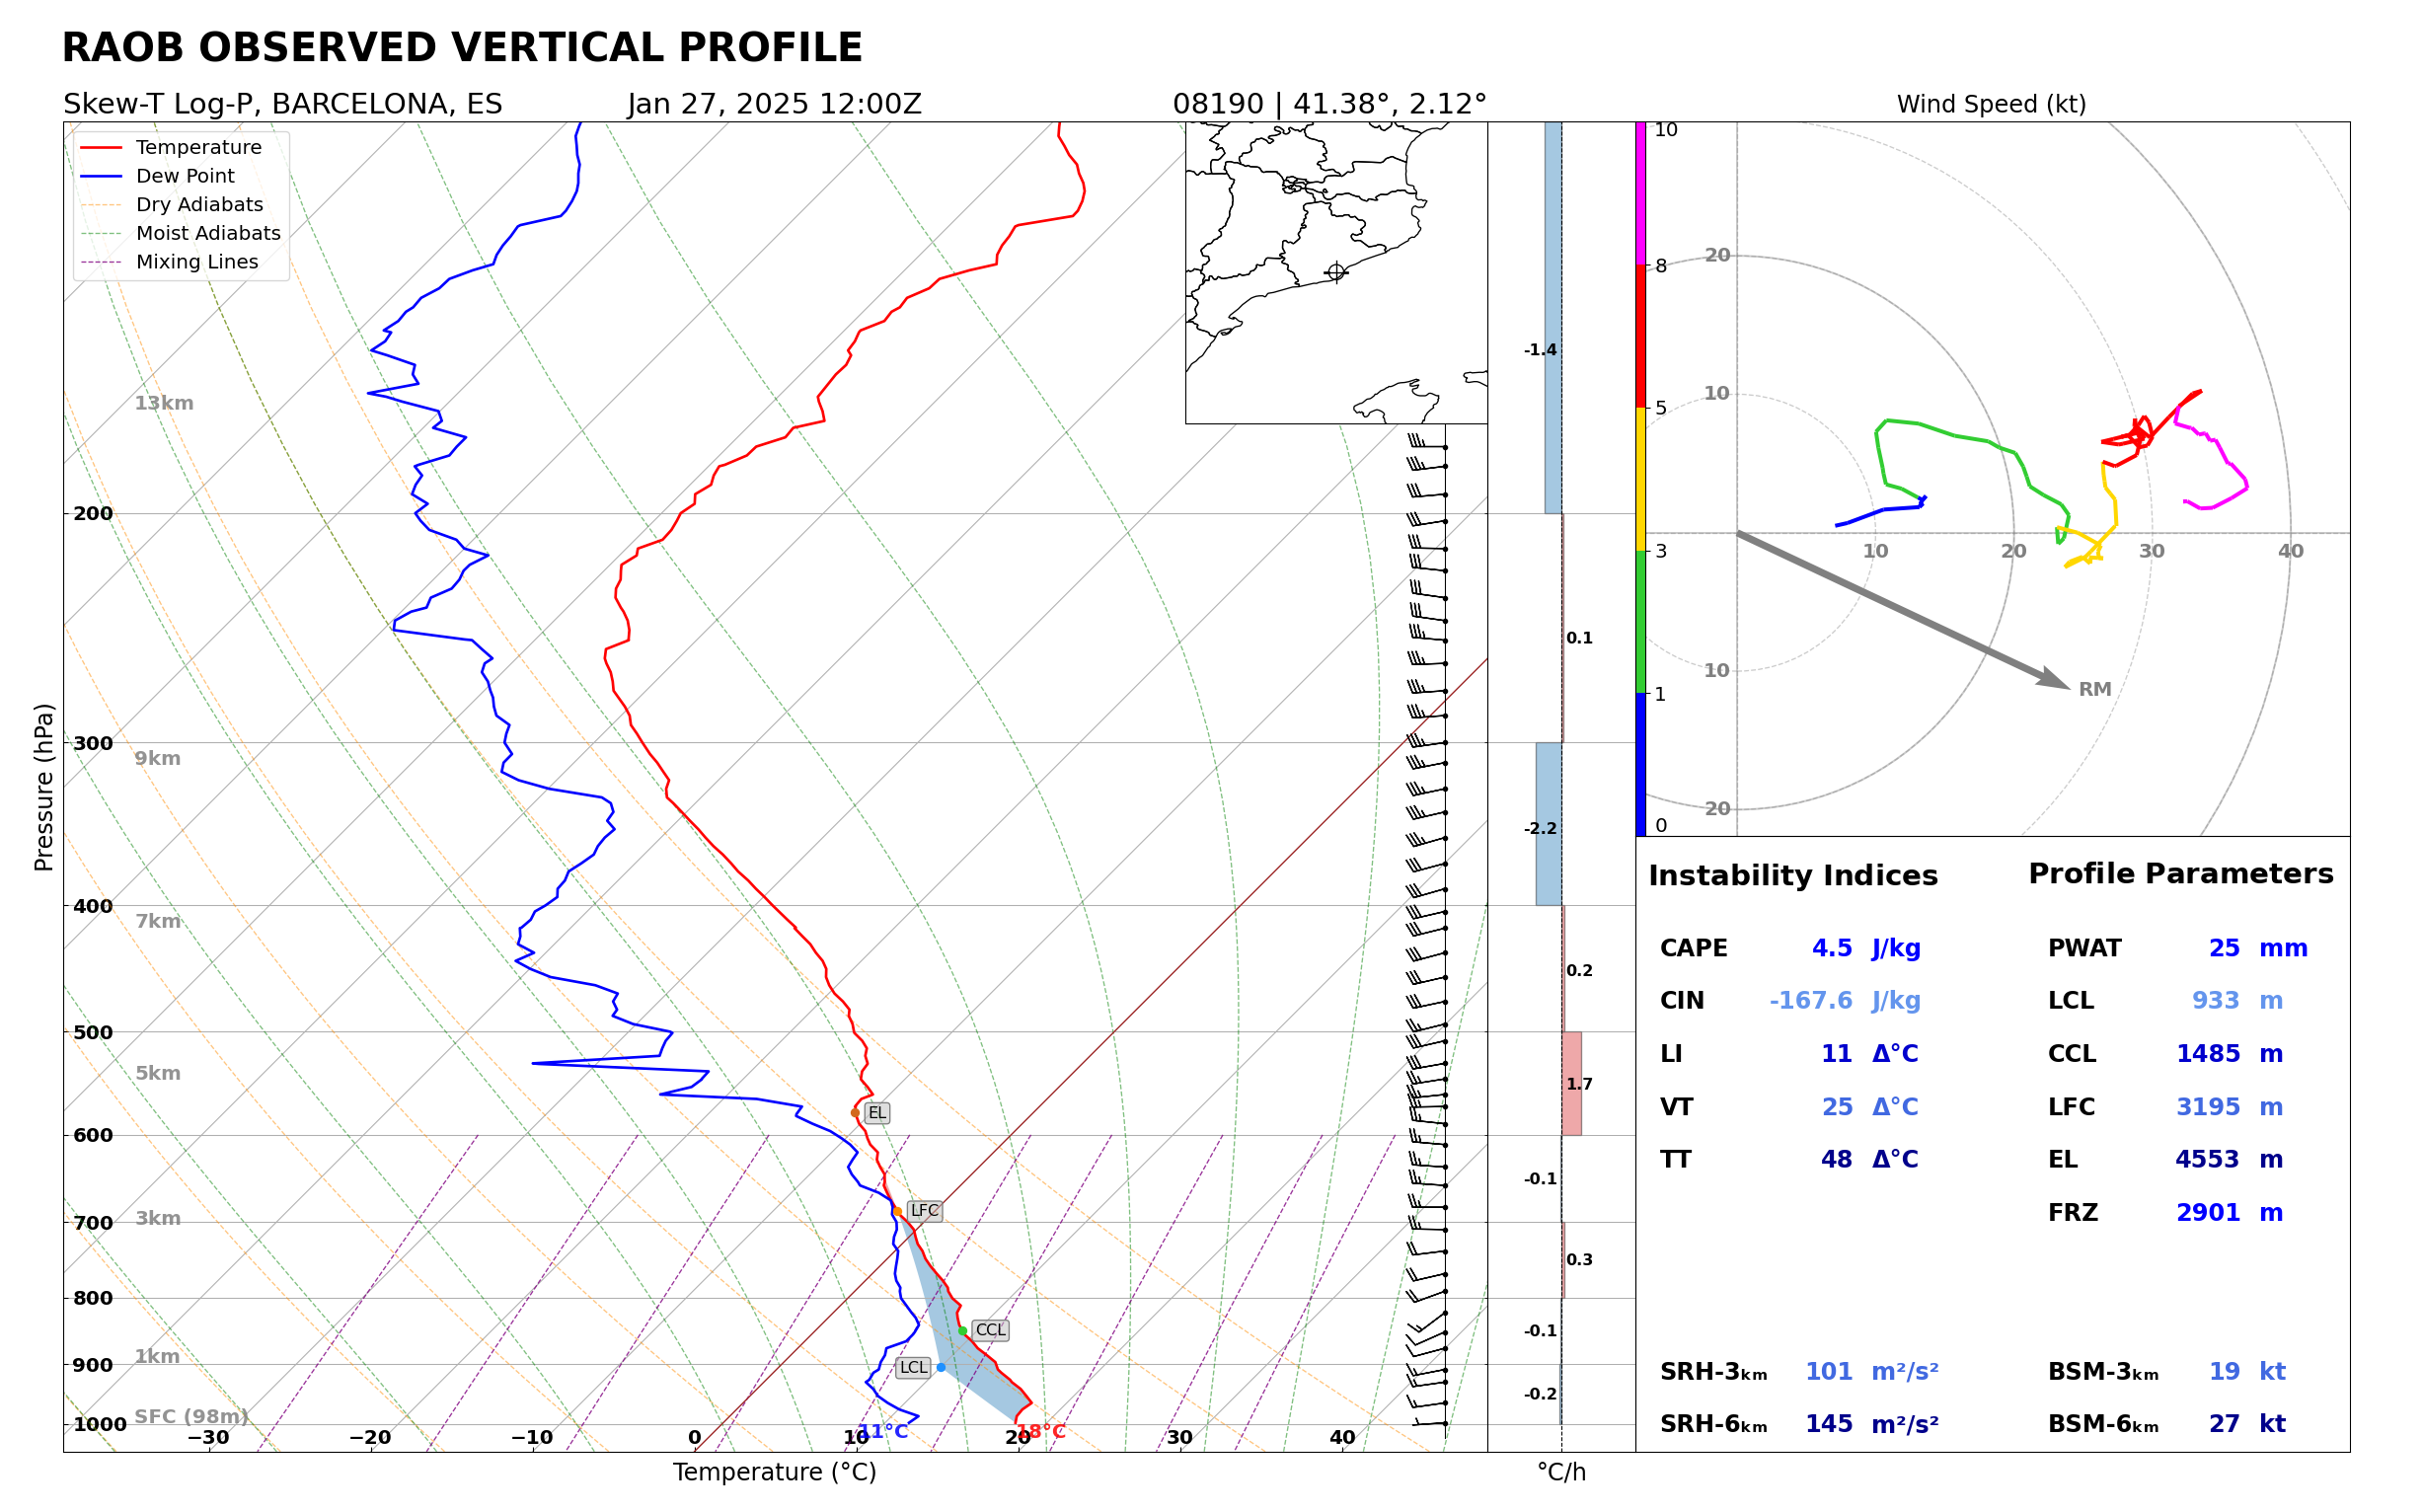 RAOB OBSERVED VERTICAL PROFILE
Skew-T Log-P, BARCELONA, ES
Jan 27, 2025 12:00Z
08190 | 41.38°, 2.12°
Wind Speed (kt)
Temperature
Dew Point
Dry Adiabats
Moist Adiabats
Mixing Lines
Pressure (hPa)
200
300
400
500
600
700
800
900
1000
13km
9km
7km
5km
3km
1km
SFC (98m)
EL
LFC
CCL
LCL
11°C
18°C
−30
−20
−10
0
10
20
30
40
Temperature (°C)
-1.4
0.1
-2.2
0.2
1.7
-0.1
0.3
-0.1
-0.2
°C/h
10
8
5
3
1
0
20
10
10
20
10
20
30
40
RM
Instability Indices
CAPE 4.5 J/kg
CIN -167.6 J/kg
LI 11 Δ°C
VT 25 Δ°C
TT 48 Δ°C
SRH-3km 101 m²/s²
SRH-6km 145 m²/s²
Profile Parameters
PWAT 25 mm
LCL 933 m
CCL 1485 m
LFC 3195 m
EL 4553 m
FRZ 2901 m
BSM-3km 19 kt
BSM-6km 27 kt